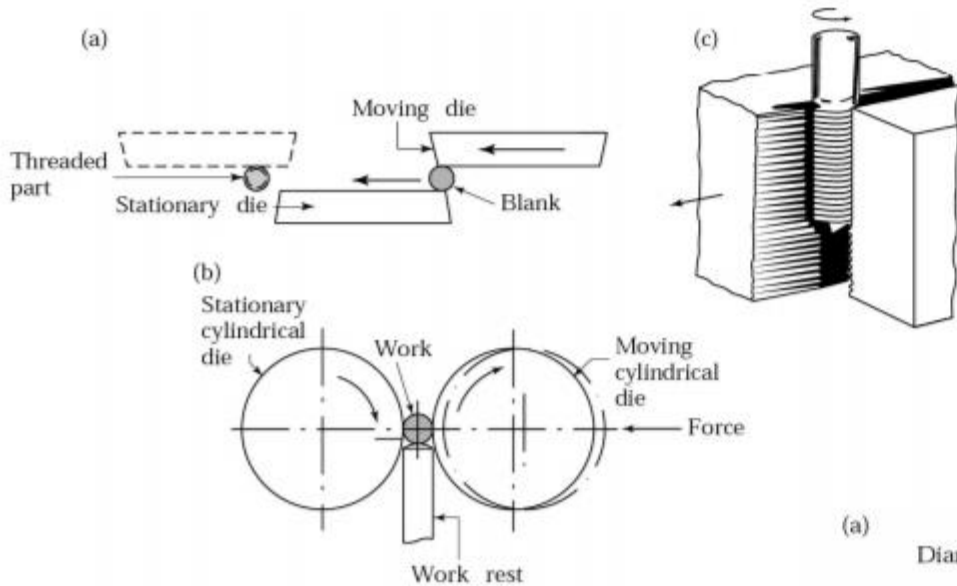 (a)
Moving die
Threaded
part
Stationary die
Blank
(b)
Stationary
cylindrical
die
Work
Moving
cylindrical
die
Force
Work rest
(c)
(a)